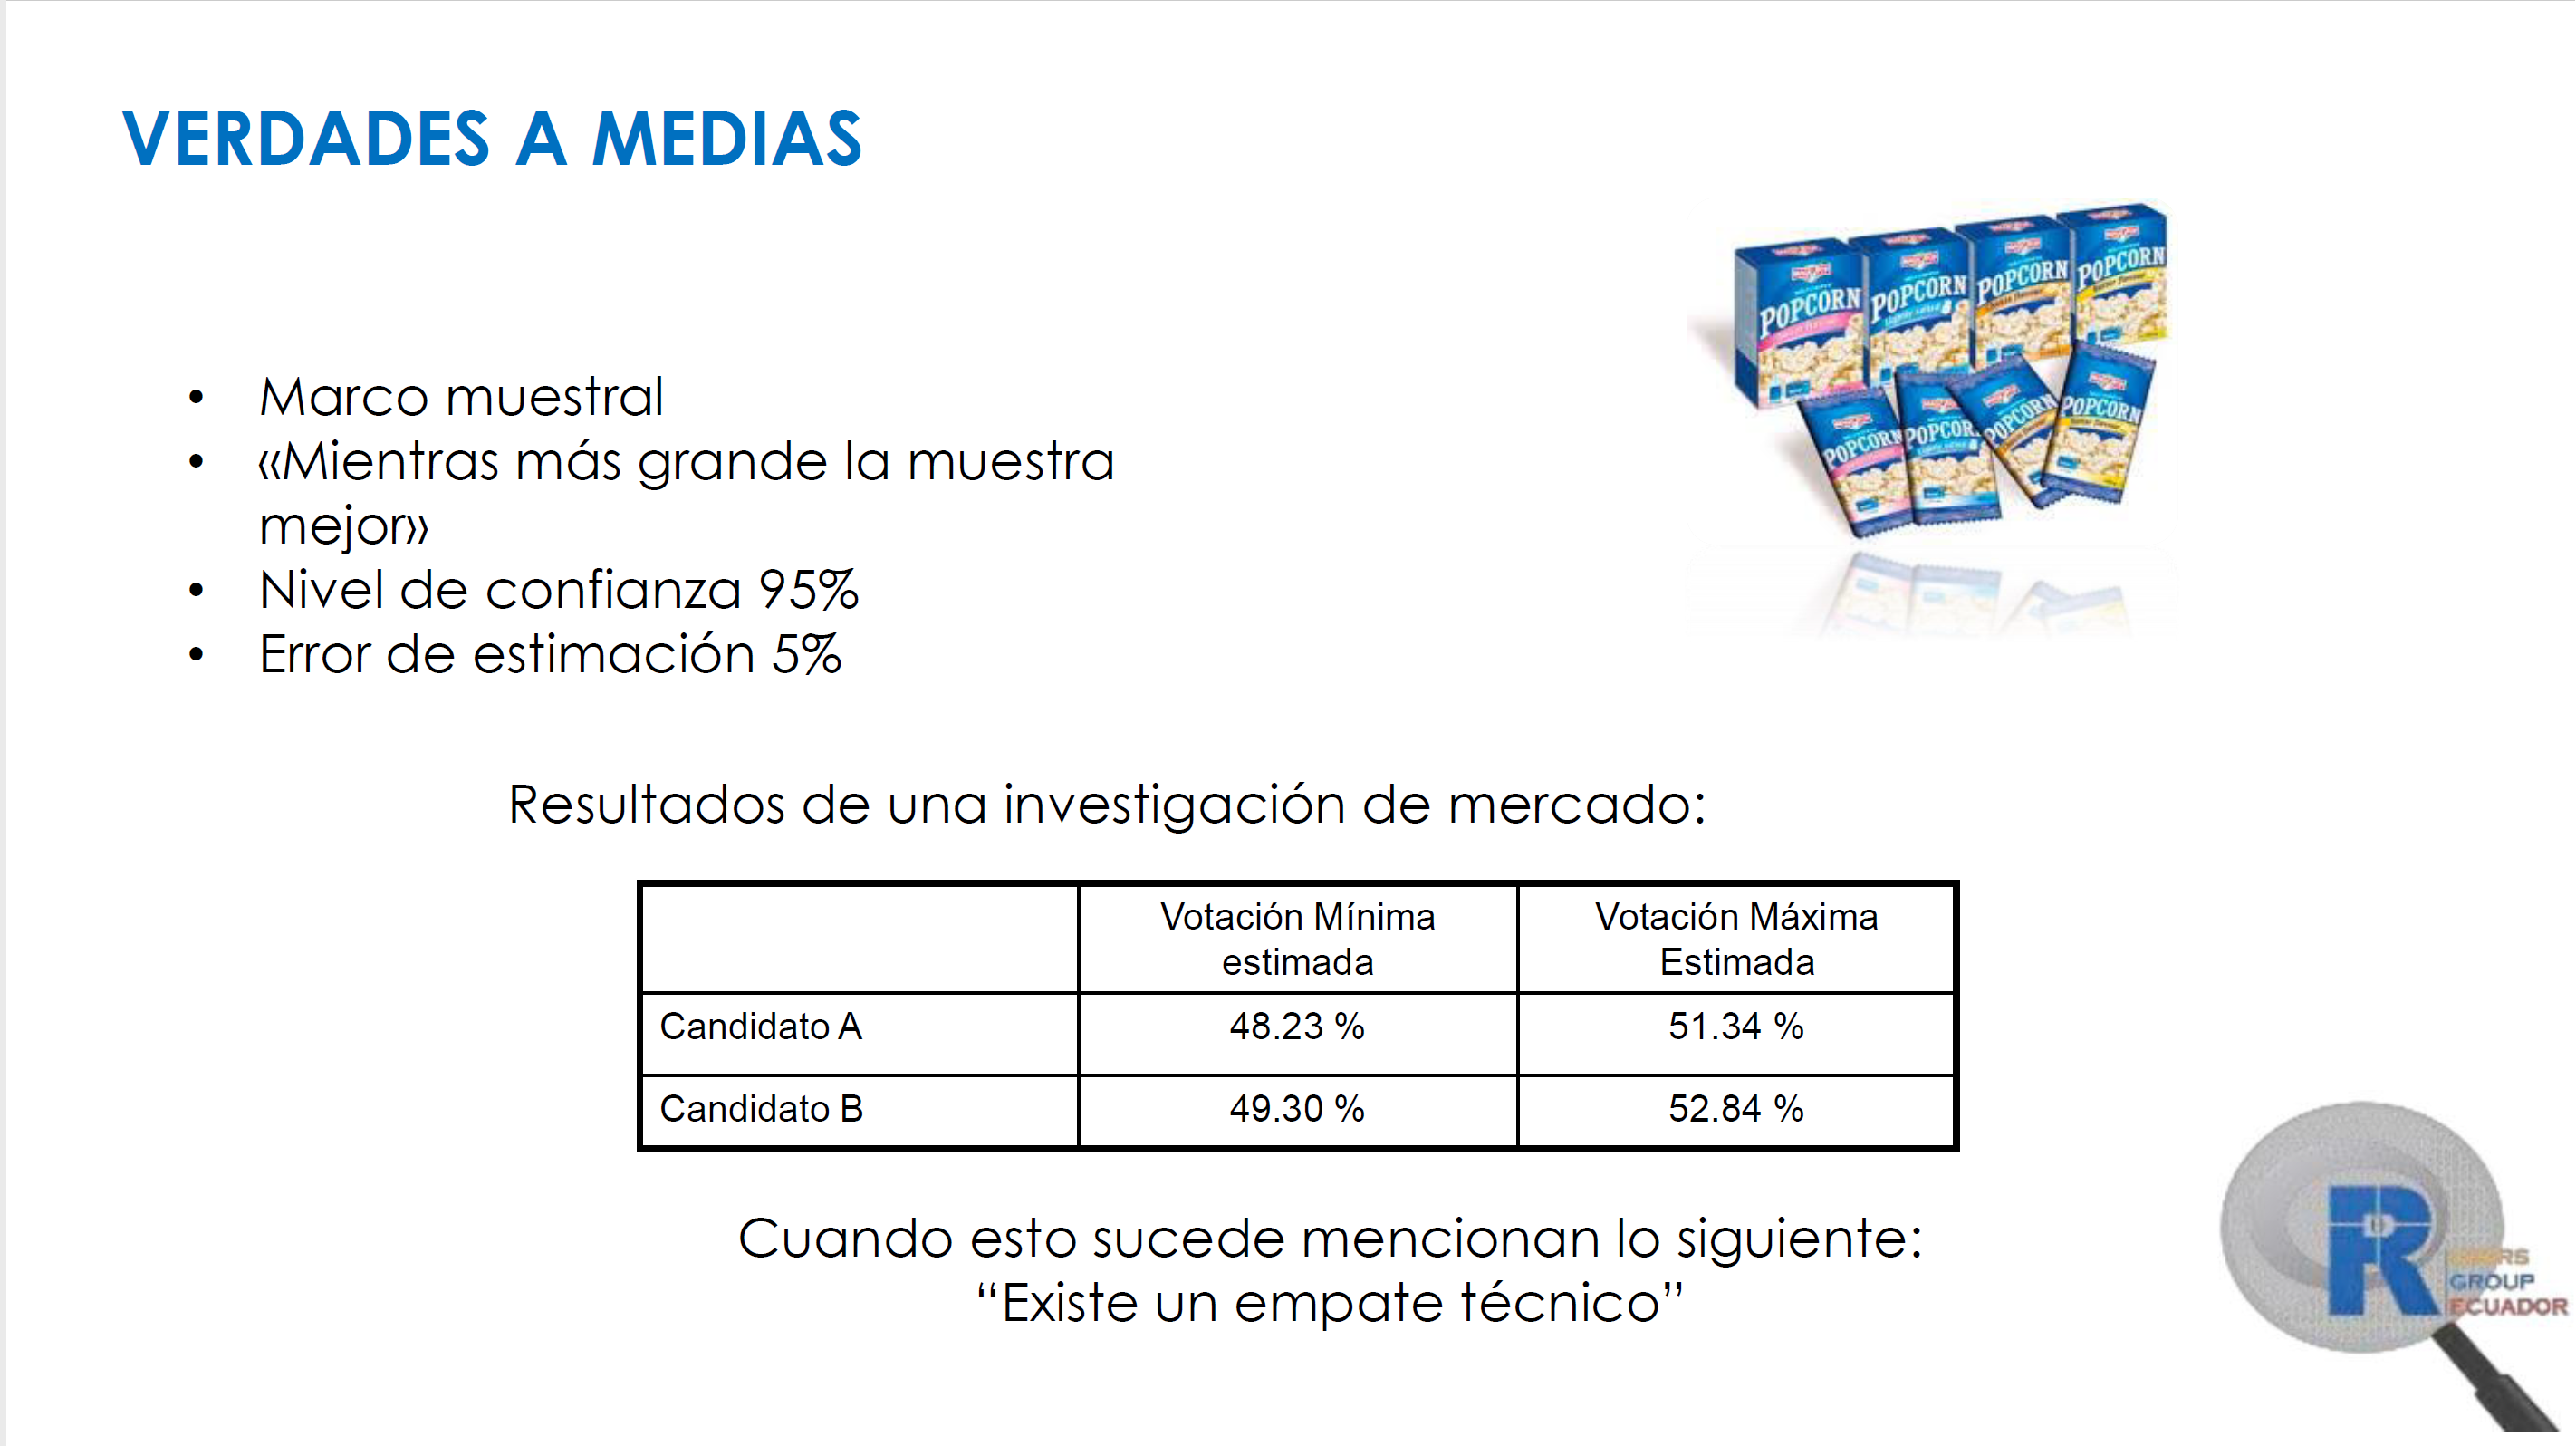 VERDADES A MEDIAS
POPCORN
POPCORN
POPCORN
POPCORN
POPCORN
POPCORN
POPCORN
POPCORN
• Marco muestral
• «Mientras más grande la muestra
mejor»
• Nivel de confianza 95%
• Error de estimación 5%
Resultados de una investigación de mercado:
Votación Mínima estimada Votación Máxima Estimada
Candidato A 48.23 % 51.34 %
Candidato B 49.30 % 52.84 %
Cuando esto sucede mencionan lo siguiente:
“Existe un empate técnico”
R
GROUP
ECUADOR